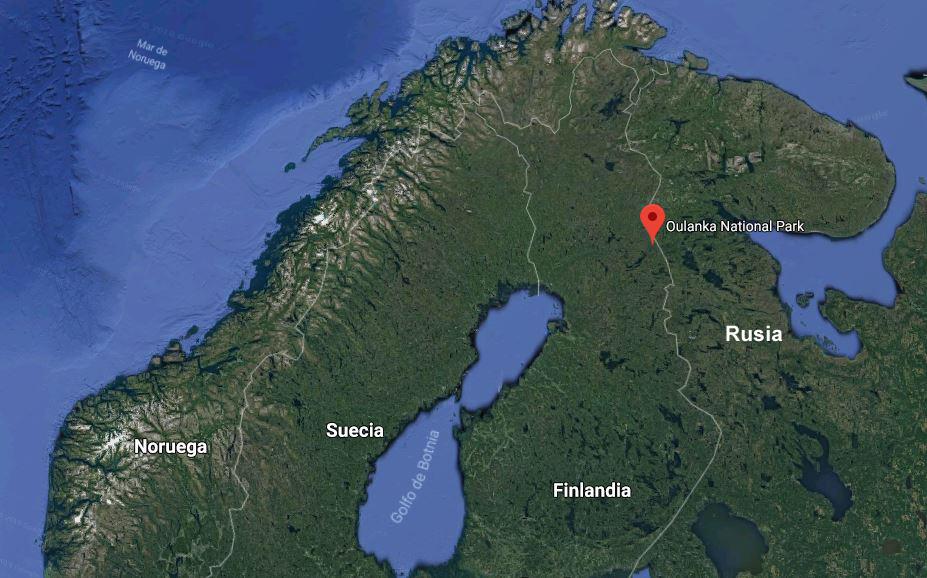 Mar de
Noruega
Oulanka National Park
Rusia
Suecia
Noruega
Golfo de Botnia
Finlandia